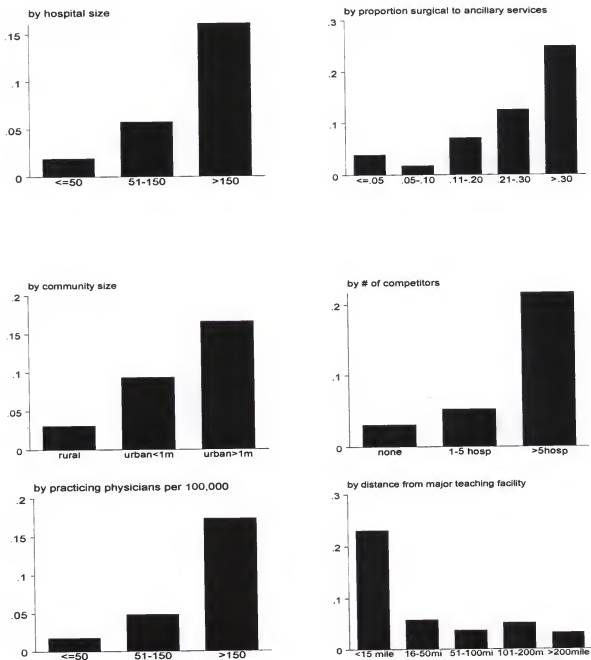 by hospital size
.15
.1
.05
0
<=50 51-150 >150
by proportion surgical to ancillary services
.3
.2
.1
0
<=.05 .05-.10 .11-.20 .21-.30 >.30
by community size
.2
.15
.1
.05
0
rural urban<1m urban>1m
by # of competitors
.2
.15
.1
.05
0
none 1-5 hosp >5hosp
by practicing physicians per 100,000
.2
.15
.1
.05
0
<=50 51-150 >150
by distance from major teaching facility
.3
.2
.1
0
<15 mile 16-50mi 51-100mi 101-200m >200mile